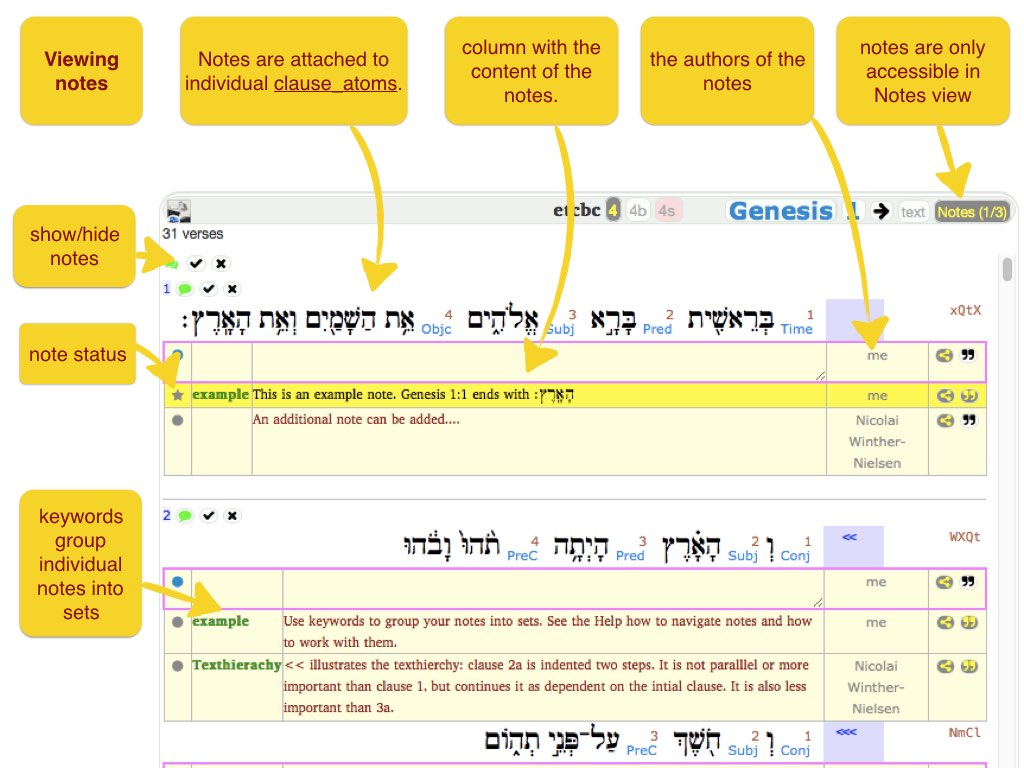 Viewing
notes
Notes are attached to
individual clause_atoms.
column with the
content of the
notes.
the authors of the
notes
notes are only
accessible in
Notes view
show/hide
notes
note status
keywords
group
individual
notes into
sets
etcbc 4 4b 4s Genesis 1 text Notes (1/3)
31 verses
1
בְּרֵאשִׁ֖ית בָּרָ֣א אֱלֹהִ֑ים אֵ֥ת הַשָּׁמַ֖יִם וְאֵ֥ת הָאָֽרֶץ׃ xQtX
1 Time 2 Pred 3 Subj 4 Objc
me
example This is an example note. Genesis 1:1 ends with הָאָֽרֶץ׃ me
An additional note can be added.... Nicolai
Winther-
Nielsen
2
וְ הָאָ֗רֶץ הָיְתָ֥ה תֹ֙הוּ֙ וָבֹ֔הוּ << WXQt
1 Conj 2 Subj 3 Pred 4 PreC
me
example Use keywords to group your notes into sets. See the Help how to navigate notes and how me
to work with them.
Texthierachy << illustrates the texthierchy: clause 2a is indented two steps. It is not paralllel or more Nicolai
important than clause 1, but continues it as dependent on the intial clause. It is also less Winther-
important than 3a. Nielsen
וְ חֹ֖שֶׁךְ עַל־פְּנֵ֣י תְהֹ֑ום <<< NmCl
1 Conj 2 Subj 3 PreC